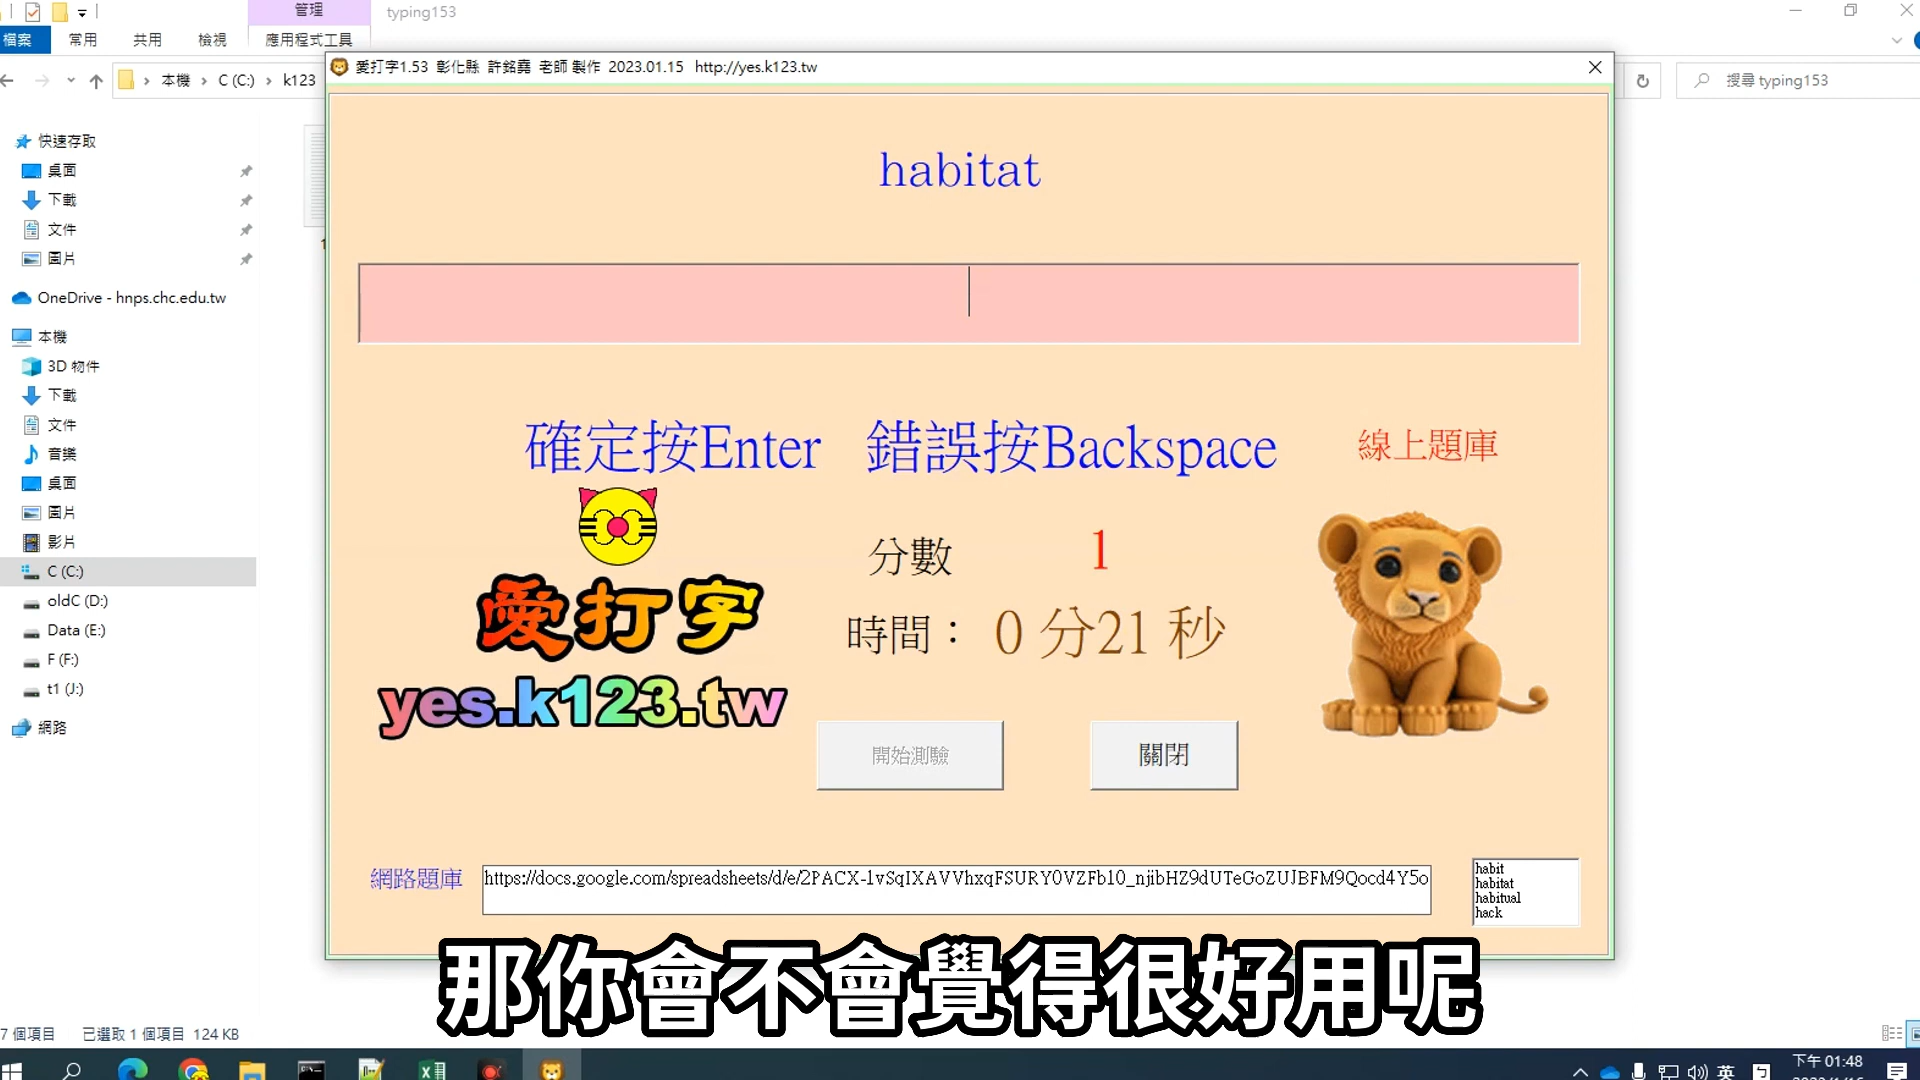 管理
typing153
檔案
常用
共用
檢視
應用程式工具
本機 › C (C:) › k123
搜尋 typing153
愛打字1.53 彰化縣 許銘堯 老師 製作 2023.01.15 http://yes.k123.tw
快速存取
桌面
下載
文件
圖片
OneDrive - hnps.chc.edu.tw
本機
3D 物件
下載
文件
音樂
桌面
圖片
影片
C (C:)
oldC (D:)
Data (E:)
F (F:)
t1 (J:)
網路
habitat
確定按Enter 錯誤按Backspace
線上題庫
分數 1
時間: 0 分21 秒
愛打字
yes.k123.tw
開始測驗
關閉
網路題庫
https://docs.google.com/spreadsheets/d/e/2PACX-1vSqIXAVVhxqFSURY0VZFb10_njibHZ9dUTeGoZUJBFM9Qocd4Y5o
habit
habitat
habitual
hack
那你會不會覺得很好用呢
7 個項目 已選取 1 個項目 124 KB
英
下午 01:48